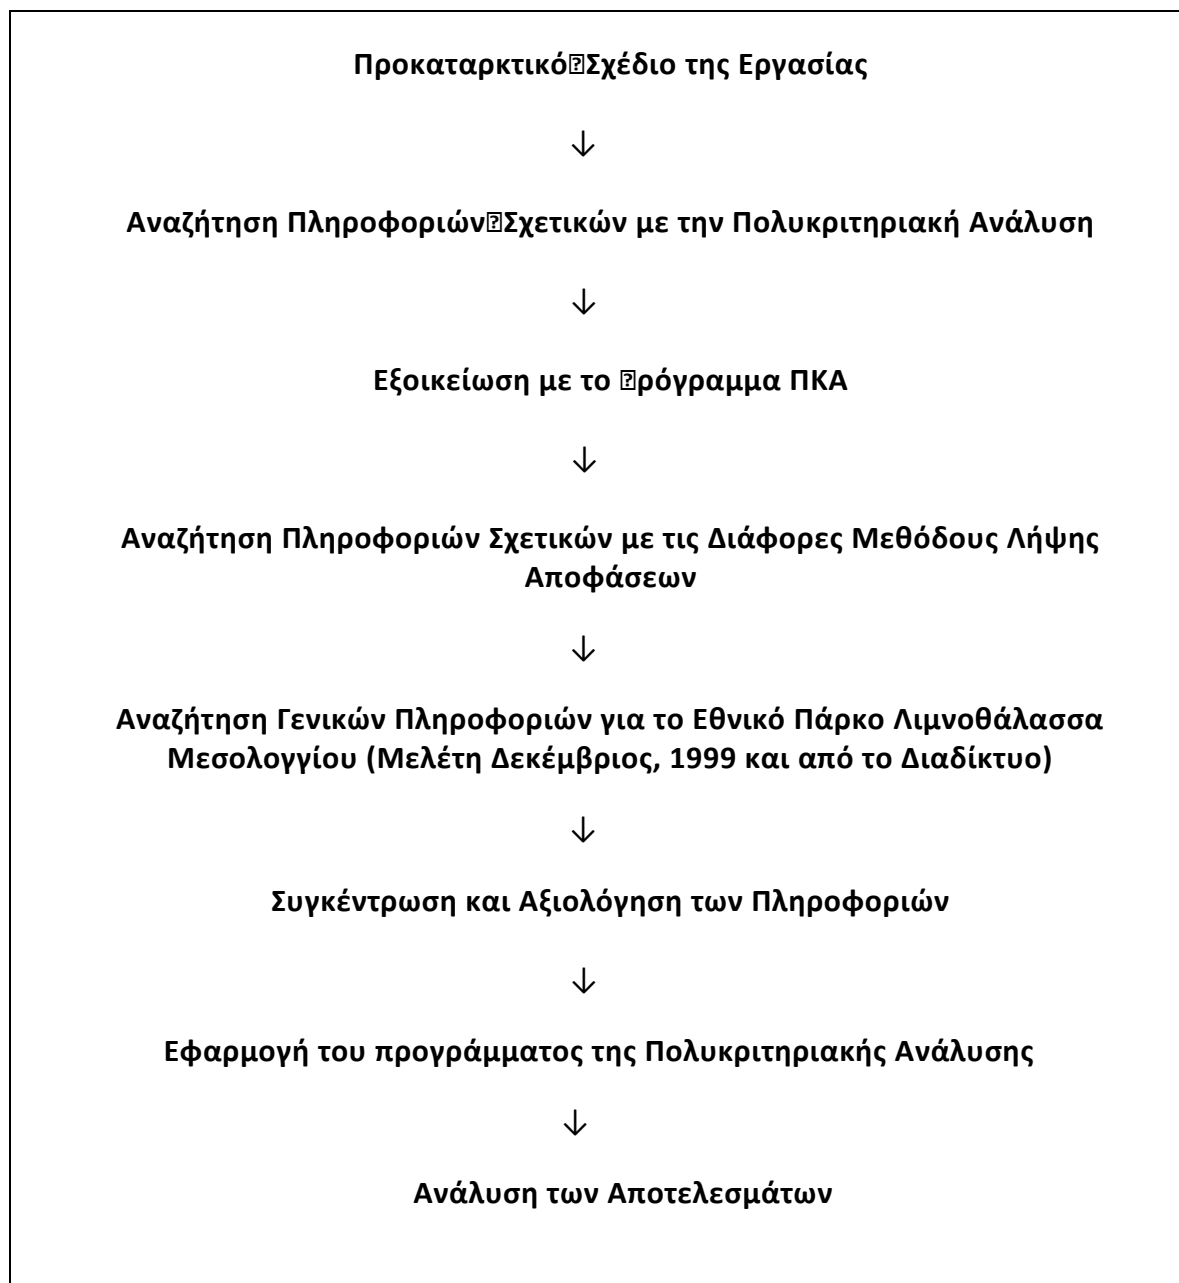 Προκαταρκτικό⍰Σχέδιο της Εργασίας
↓
Αναζήτηση Πληροφοριών⍰Σχετικών με την Πολυκριτηριακή Ανάλυση
↓
Εξοικείωση με το ⍰ρόγραμμα ΠΚΑ
↓
Αναζήτηση Πληροφοριών Σχετικών με τις Διάφορες Μεθόδους Λήψης
Αποφάσεων
↓
Αναζήτηση Γενικών Πληροφοριών για το Εθνικό Πάρκο Λιμνοθάλασσα
Μεσολογγίου (Μελέτη Δεκέμβριος, 1999 και από το Διαδίκτυο)
↓
Συγκέντρωση και Αξιολόγηση των Πληροφοριών
↓
Εφαρμογή του προγράμματος της Πολυκριτηριακής Ανάλυσης
↓
Ανάλυση των Αποτελεσμάτων